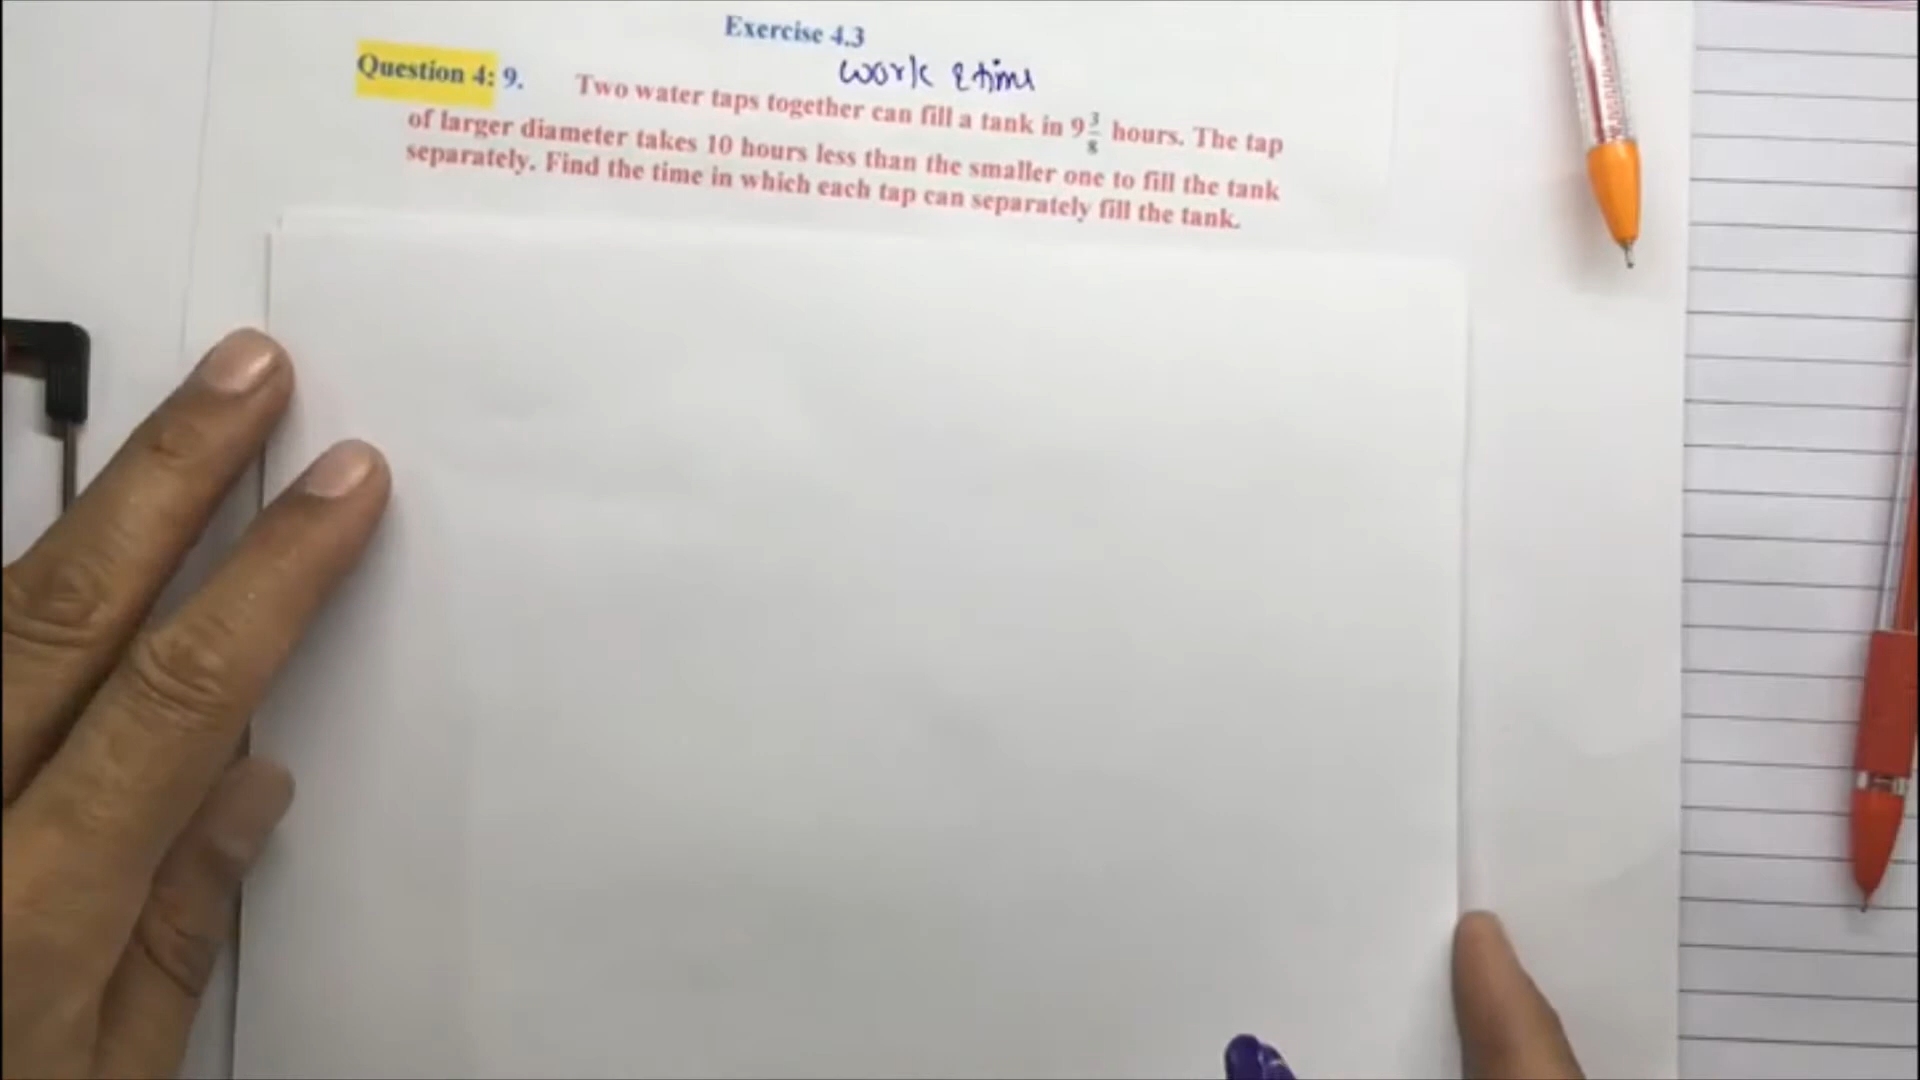 Exercise 4.3
work & time
Question 4: 9. Two water taps together can fill a tank in 9 3/8 hours. The tap
of larger diameter takes 10 hours less than the smaller one to fill the tank
separately. Find the time in which each tap can separately fill the tank.